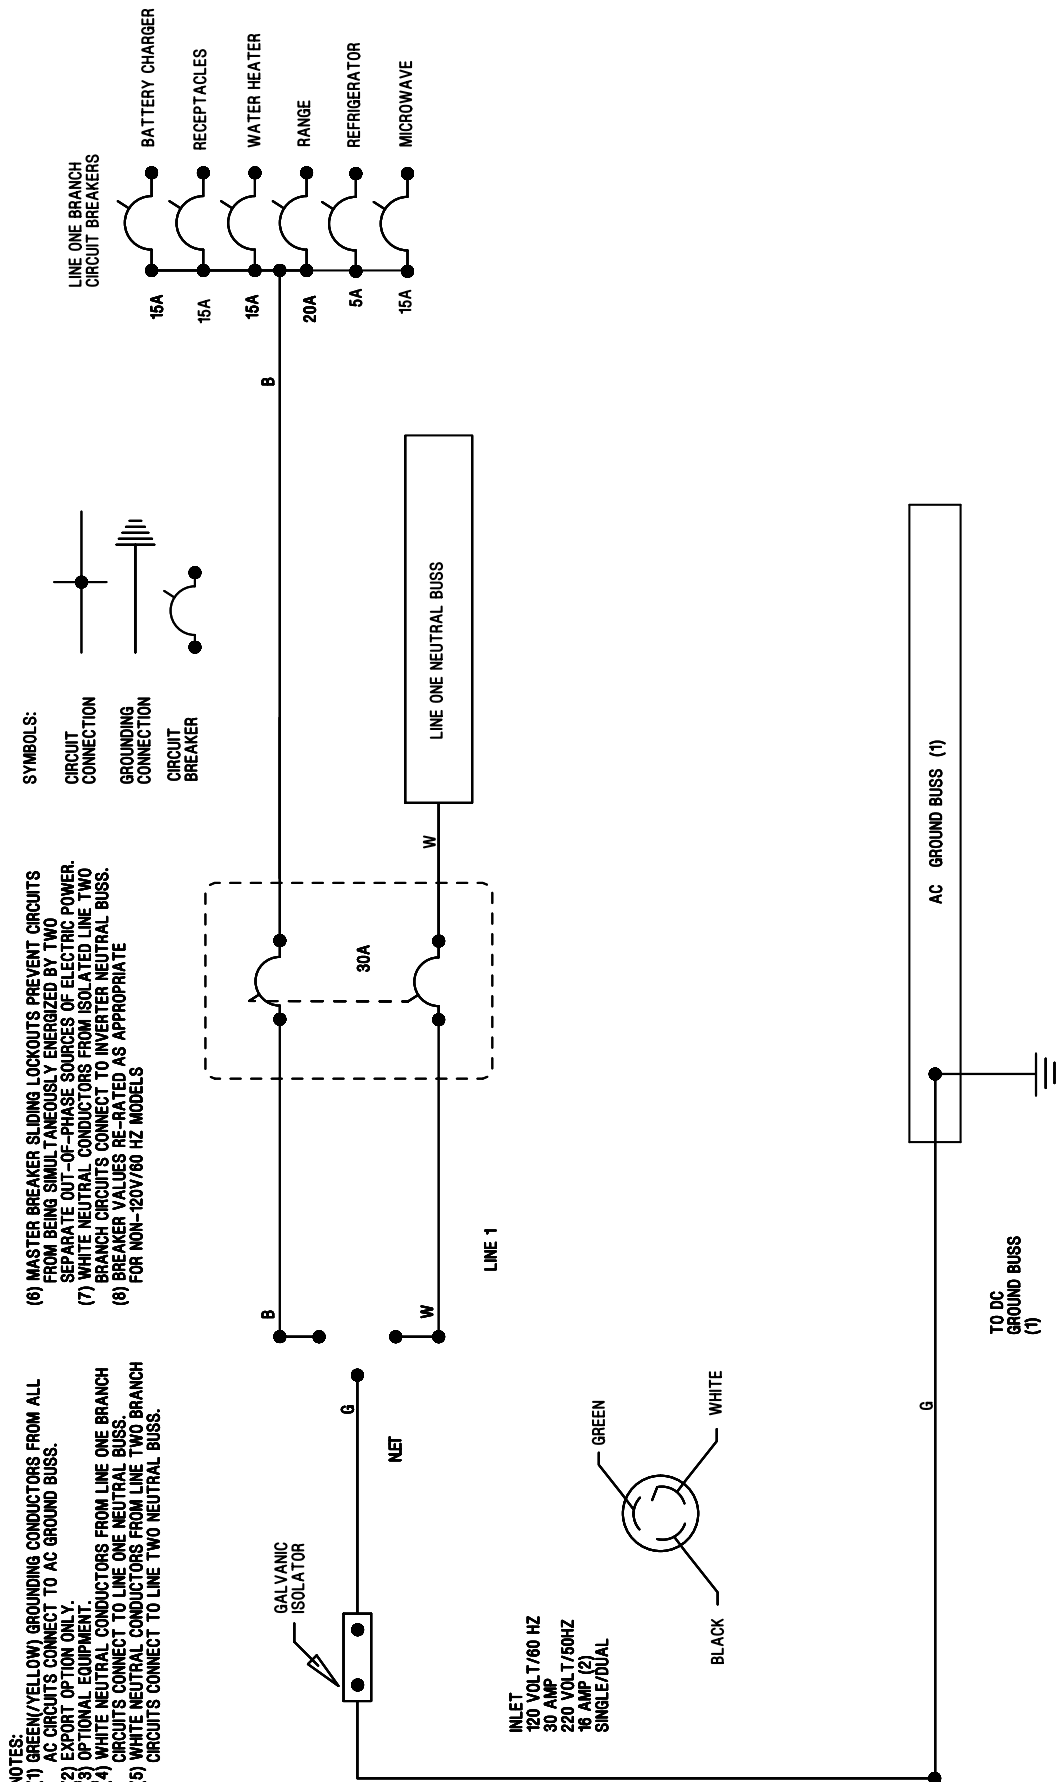 NOTES:
1) GREEN(/YELLOW) GROUNDING CONDUCTORS FROM ALL
AC CIRCUITS CONNECT TO AC GROUND BUSS.
2) EXPORT OPTION ONLY.
3) OPTIONAL EQUIPMENT.
4) WHITE NEUTRAL CONDUCTORS FROM LINE ONE BRANCH
CIRCUITS CONNECT TO LINE ONE NEUTRAL BUSS.
5) WHITE NEUTRAL CONDUCTORS FROM LINE TWO BRANCH
CIRCUITS CONNECT TO LINE TWO NEUTRAL BUSS.
(6) MASTER BREAKER SLIDING LOCKOUTS PREVENT CIRCUITS
FROM BEING SIMULTANEOUSLY ENERGIZED BY TWO
SEPARATE OUT-OF-PHASE SOURCES OF ELECTRIC POWER.
(7) WHITE NEUTRAL CONDUCTORS FROM ISOLATED LINE TWO
BRANCH CIRCUITS CONNECT TO INVERTER NEUTRAL BUSS.
(8) BREAKER VALUES RE-RATED AS APPROPRIATE
FOR NON-120V/60 HZ MODELS
SYMBOLS:
CIRCUIT
CONNECTION
GROUNDING
CONNECTION
CIRCUIT
BREAKER
LINE ONE BRANCH
CIRCUIT BREAKERS
15A
BATTERY CHARGER
15A
RECEPTACLES
15A
WATER HEATER
20A
RANGE
5A
REFRIGERATOR
15A
MICROWAVE
B
B
30A
W
W
LINE ONE NEUTRAL BUSS
LINE 1
G
NLET
GALVANIC
ISOLATOR
INLET
120 VOLT/60 HZ
30 AMP
220 VOLT/50HZ
16 AMP (2)
SINGLE/DUAL
GREEN
WHITE
BLACK
G
AC GROUND BUSS (1)
TO DC
GROUND BUSS
(1)